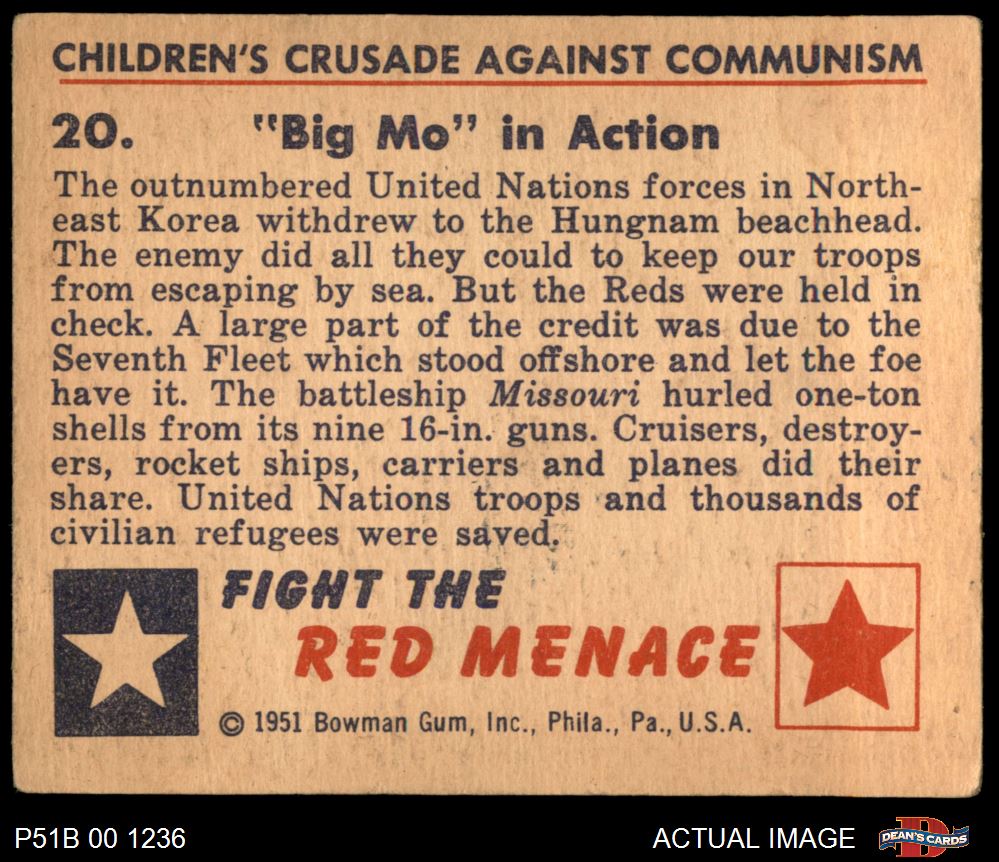 CHILDREN'S CRUSADE AGAINST COMMUNISM
20. "Big Mo" in Action
The outnumbered United Nations forces in North-
east Korea withdrew to the Hungnam beachhead.
The enemy did all they could to keep our troops
from escaping by sea. But the Reds were held in
check. A large part of the credit was due to the
Seventh Fleet which stood offshore and let the foe
have it. The battleship Missouri hurled one-ton
shells from its nine 16-in. guns. Cruisers, destroy-
ers, rocket ships, carriers and planes did their
share. United Nations troops and thousands of
civilian refugees were saved.
FIGHT THE
RED MENACE
© 1951 Bowman Gum, Inc., Phila., Pa., U.S.A.
P51B 00 1236
ACTUAL IMAGE
D
DEAN'S CARDS